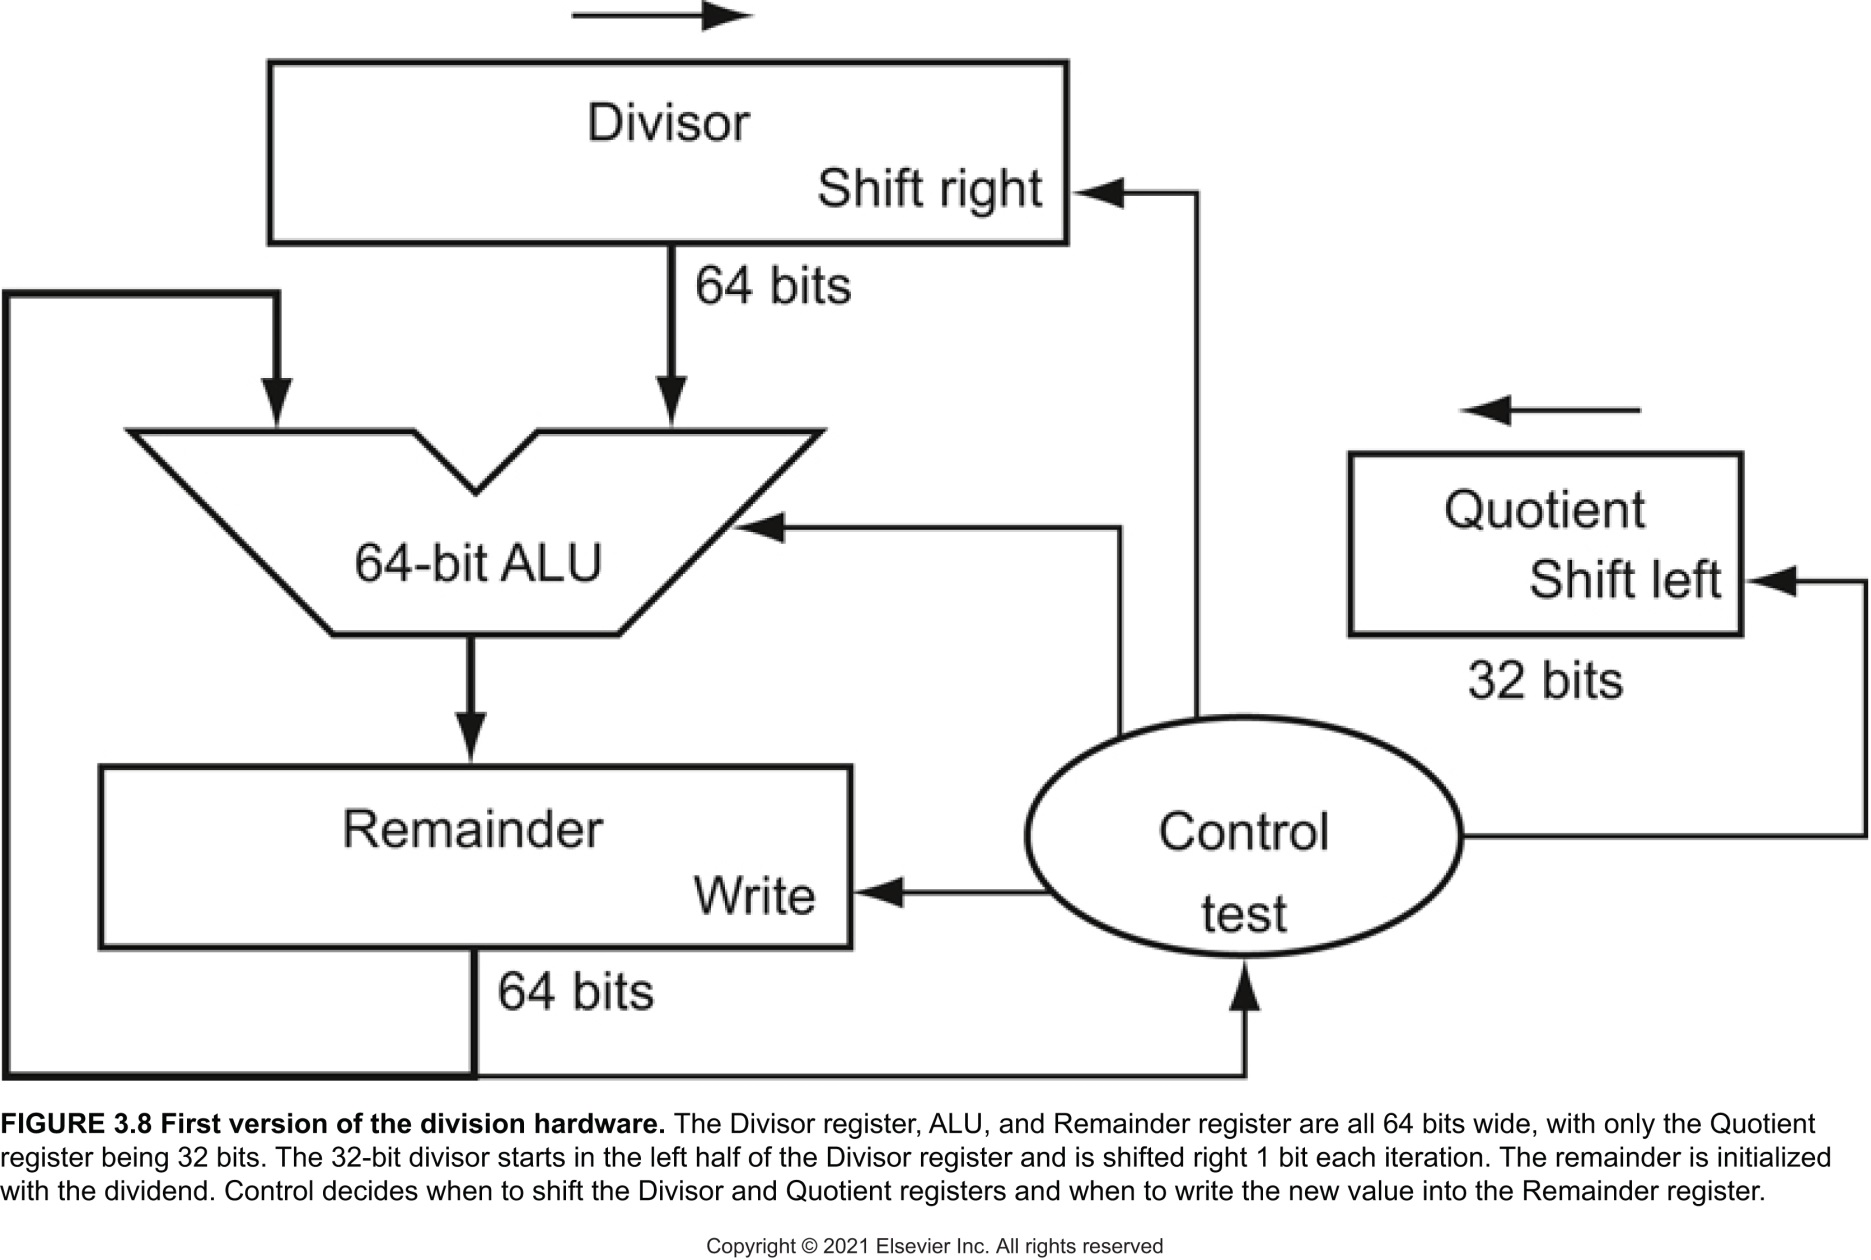 Divisor
Shift right
64 bits
64-bit ALU
Quotient
Shift left
32 bits
Remainder
Write
Control
test
64 bits
FIGURE 3.8 First version of the division hardware. The Divisor register, ALU, and Remainder register are all 64 bits wide, with only the Quotient
register being 32 bits. The 32-bit divisor starts in the left half of the Divisor register and is shifted right 1 bit each iteration. The remainder is initialized
with the dividend. Control decides when to shift the Divisor and Quotient registers and when to write the new value into the Remainder register.
Copyright © 2021 Elsevier Inc. All rights reserved